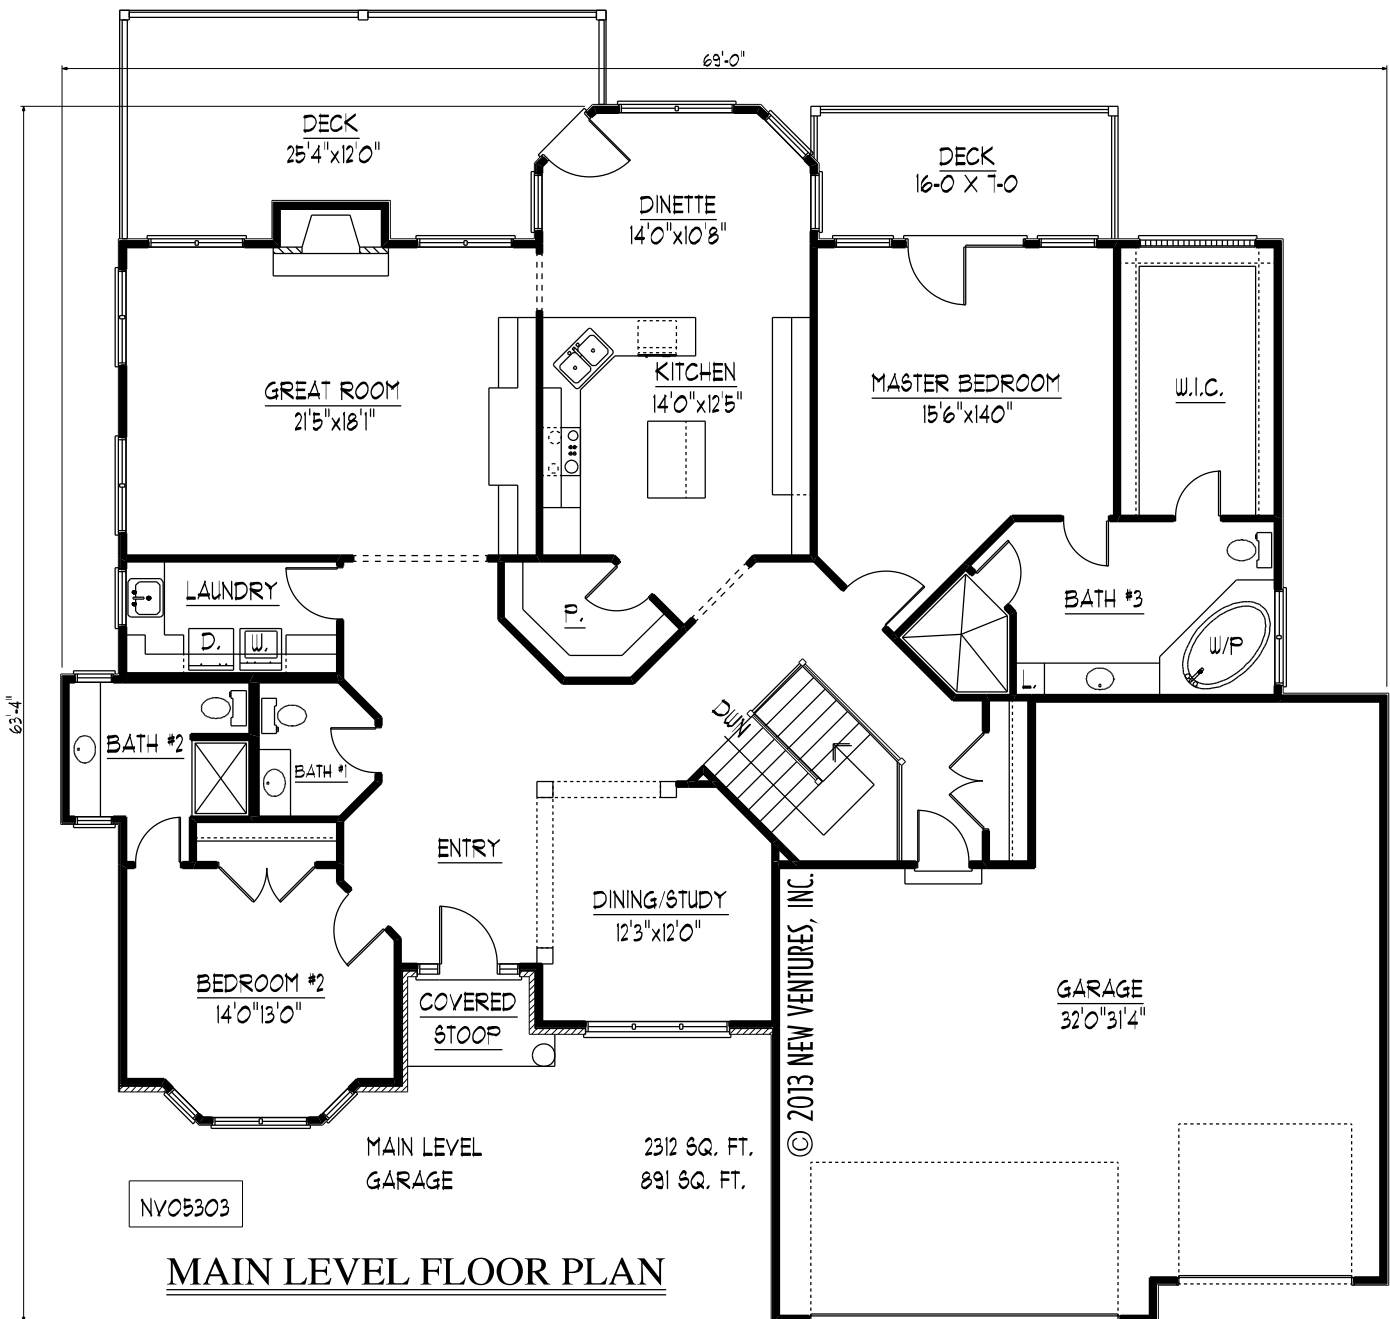 69'-0"
DECK
25'4"x12'0"
DECK
16-0 X 7-0
DINETTE
14'0"x10'8"
GREAT ROOM
21'5"x18'1"
KITCHEN
14'0"x12'5"
MASTER BEDROOM
15'6"x14'0"
W.I.C.
LAUNDRY
D.
W.
P.
BATH #3
W/P
L.
63'-4"
BATH #2
BATH #1
DWN
ENTRY
DINING/STUDY
12'3"x12'0"
BEDROOM #2
14'0"13'0"
COVERED
STOOP
GARAGE
32'0"31'4"
© 2013 NEW VENTURES, INC.
MAIN LEVEL 2312 SQ. FT.
GARAGE 891 SQ. FT.
NV05303
MAIN LEVEL FLOOR PLAN